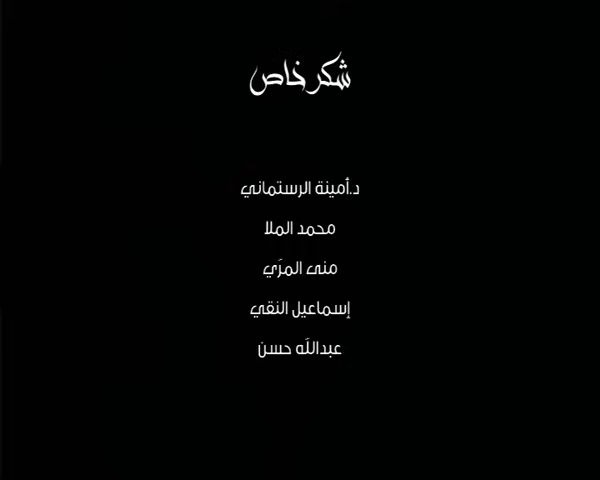 شكر خاص
د.أمينة الرستماني
محمد الملا
منى المرّي
إسماعيل النقي
عبدالله حسن